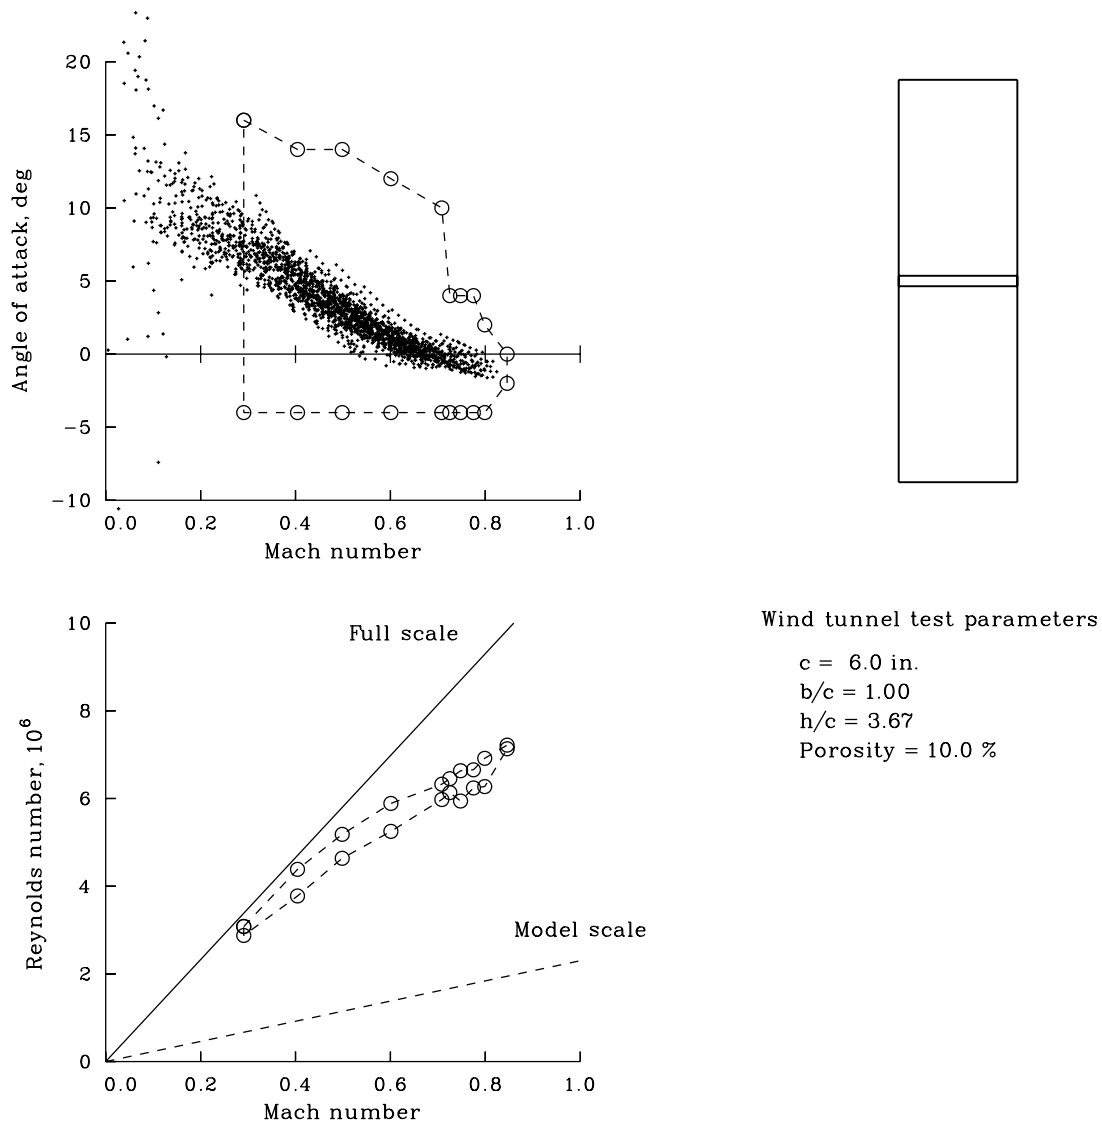 20
15
10
5
0
−5
−10
Angle of attack, deg
0.0 0.2 0.4 0.6 0.8 1.0
Mach number
10
8
6
4
2
0
Reynolds number, 10^6
Full scale
Model scale
0.0 0.2 0.4 0.6 0.8 1.0
Mach number
Wind tunnel test parameters
c = 6.0 in.
b/c = 1.00
h/c = 3.67
Porosity = 10.0 %